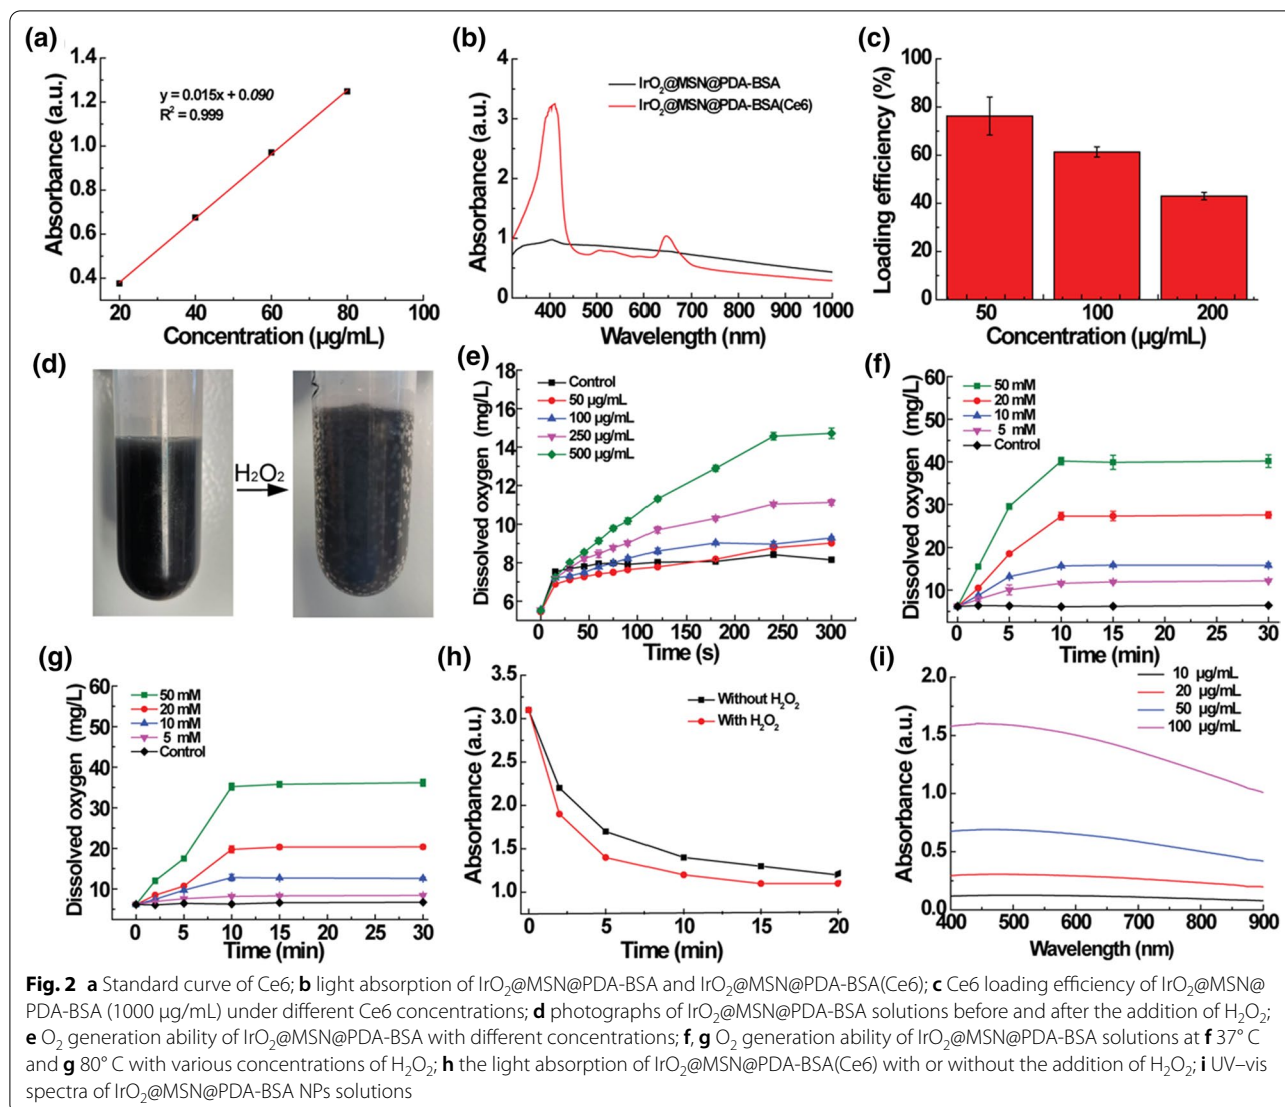 (a)
Absorbance (a.u.)
1.4
1.2
1.0
0.8
0.6
0.4
y = 0.015x + 0.090
R² = 0.999
20 40 60 80 100
Concentration (µg/mL)
(b)
Absorbance (a.u.)
4
3
2
1
0
IrO₂@MSN@PDA-BSA
IrO₂@MSN@PDA-BSA(Ce6)
400 500 600 700 800 900 1000
Wavelength (nm)
(c)
Loading efficiency (%)
100
80
60
40
20
0
50 100 200
Concentration (µg/mL)
(d)
H₂O₂
(e)
Dissolved oxygen (mg/L)
18
16
14
12
10
8
6
Control
50 µg/mL
100 µg/mL
250 µg/mL
500 µg/mL
0 50 100 150 200 250 300
Time (s)
(f)
Dissolved oxygen (mg/L)
60
40
30
20
10
50 mM
20 mM
10 mM
5 mM
Control
0 5 10 15 30
Time (min)
(g)
Dissolved oxygen (mg/L)
60
40
30
20
10
50 mM
20 mM
10 mM
5 mM
Control
0 5 10 15 30
Time (min)
(h)
Absorbance (a.u.)
3.5
3.0
2.5
2.0
1.5
1.0
Without H₂O₂
With H₂O₂
0 5 10 15 20
Time (min)
(i)
Absorbance (a.u.)
2.0
1.5
1.0
0.5
0.0
10 µg/mL
20 µg/mL
50 µg/mL
100 µg/mL
400 500 600 700 800 900
Wavelength (nm)
Fig. 2 a Standard curve of Ce6; b light absorption of IrO₂@MSN@PDA-BSA and IrO₂@MSN@PDA-BSA(Ce6); c Ce6 loading efficiency of IrO₂@MSN@
PDA-BSA (1000 µg/mL) under different Ce6 concentrations; d photographs of IrO₂@MSN@PDA-BSA solutions before and after the addition of H₂O₂;
e O₂ generation ability of IrO₂@MSN@PDA-BSA with different concentrations; f, g O₂ generation ability of IrO₂@MSN@PDA-BSA solutions at f 37° C
and g 80° C with various concentrations of H₂O₂; h the light absorption of IrO₂@MSN@PDA-BSA(Ce6) with or without the addition of H₂O₂; i UV–vis
spectra of IrO₂@MSN@PDA-BSA NPs solutions